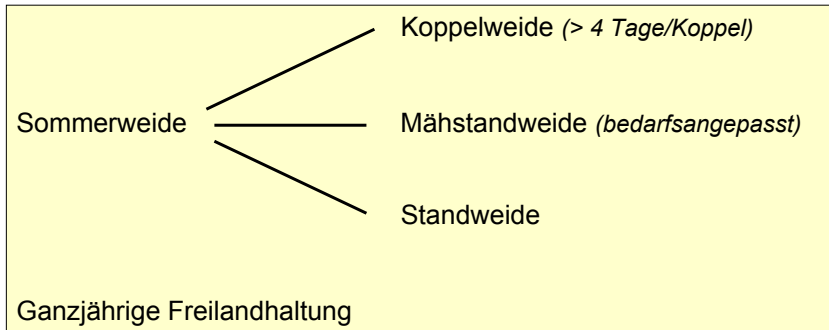 Koppelweide (> 4 Tage/Koppel)
Sommerweide
Mähstandweide (bedarfsangepasst)
Standweide
Ganzjährige Freilandhaltung